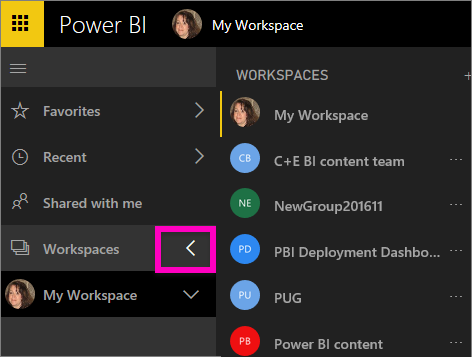 Power BI My Workspace
WORKSPACES +
Favorites
Recent
Shared with me
Workspaces
My Workspace
My Workspace
CB C+E BI content team ...
NE NewGroup201611 ...
PD PBI Deployment Dashbo... ...
PU PUG ...
PB Power BI content ...